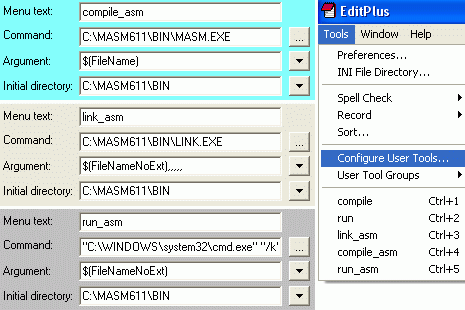 Menu text: compile_asm
Command: C:\MASM611\BIN\MASM.EXE ...
Argument: $(FileName)
Initial directory: C:\MASM611\BIN
Menu text: link_asm
Command: C:\MASM611\BIN\LINK.EXE ...
Argument: $(FileNameNoExt),,,,,
Initial directory: C:\MASM611\BIN
Menu text: run_asm
Command: "C:\WINDOWS\system32\cmd.exe" "/k" ...
Argument: $(FileNameNoExt)
Initial directory: C:\MASM611\BIN
EditPlus
Tools Window Help
Preferences...
INI File Directory...
Spell Check
Record
Sort...
Configure User Tools...
User Tool Groups
compile Ctrl+1
run Ctrl+2
link_asm Ctrl+3
compile_asm Ctrl+4
run_asm Ctrl+5